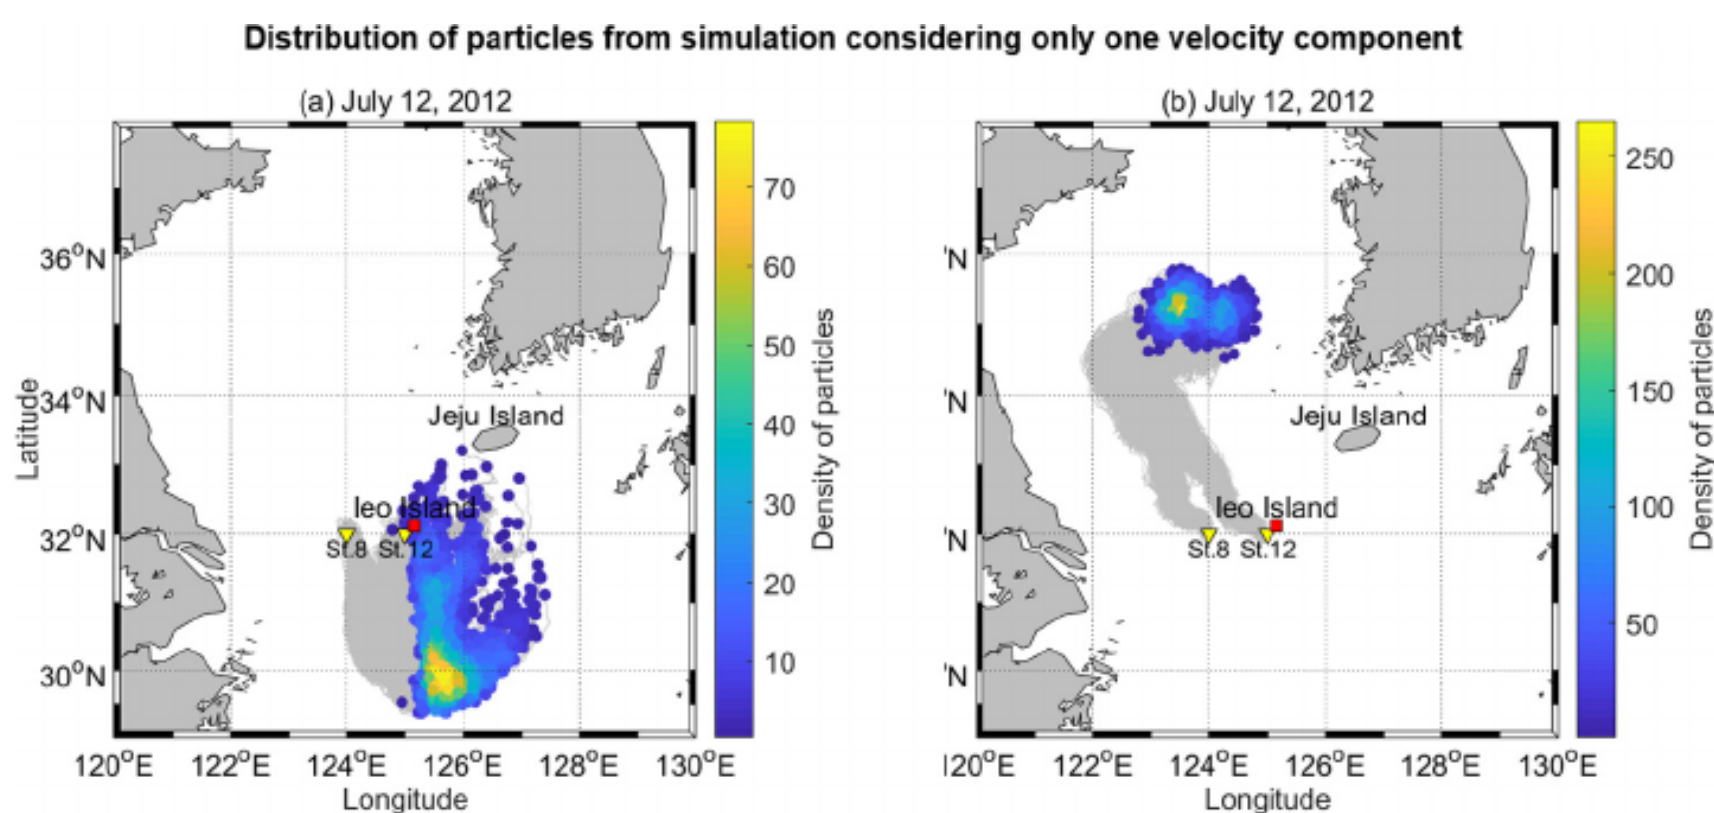 Distribution of particles from simulation considering only one velocity component
(a) July 12, 2012
36°N
34°N
32°N
30°N
Latitude
Jeju Island
Ieo Island
St.8 St.12
120°E 122°E 124°E 126°E 128°E 130°E
Longitude
70
60
50
40
30
20
10
Density of particles
(b) July 12, 2012
'N
'N
'N
'N
Jeju Island
Ieo Island
St.8 St.12
120°E 122°E 124°E 126°E 128°E 130°E
Longitude
250
200
150
100
50
Density of particles